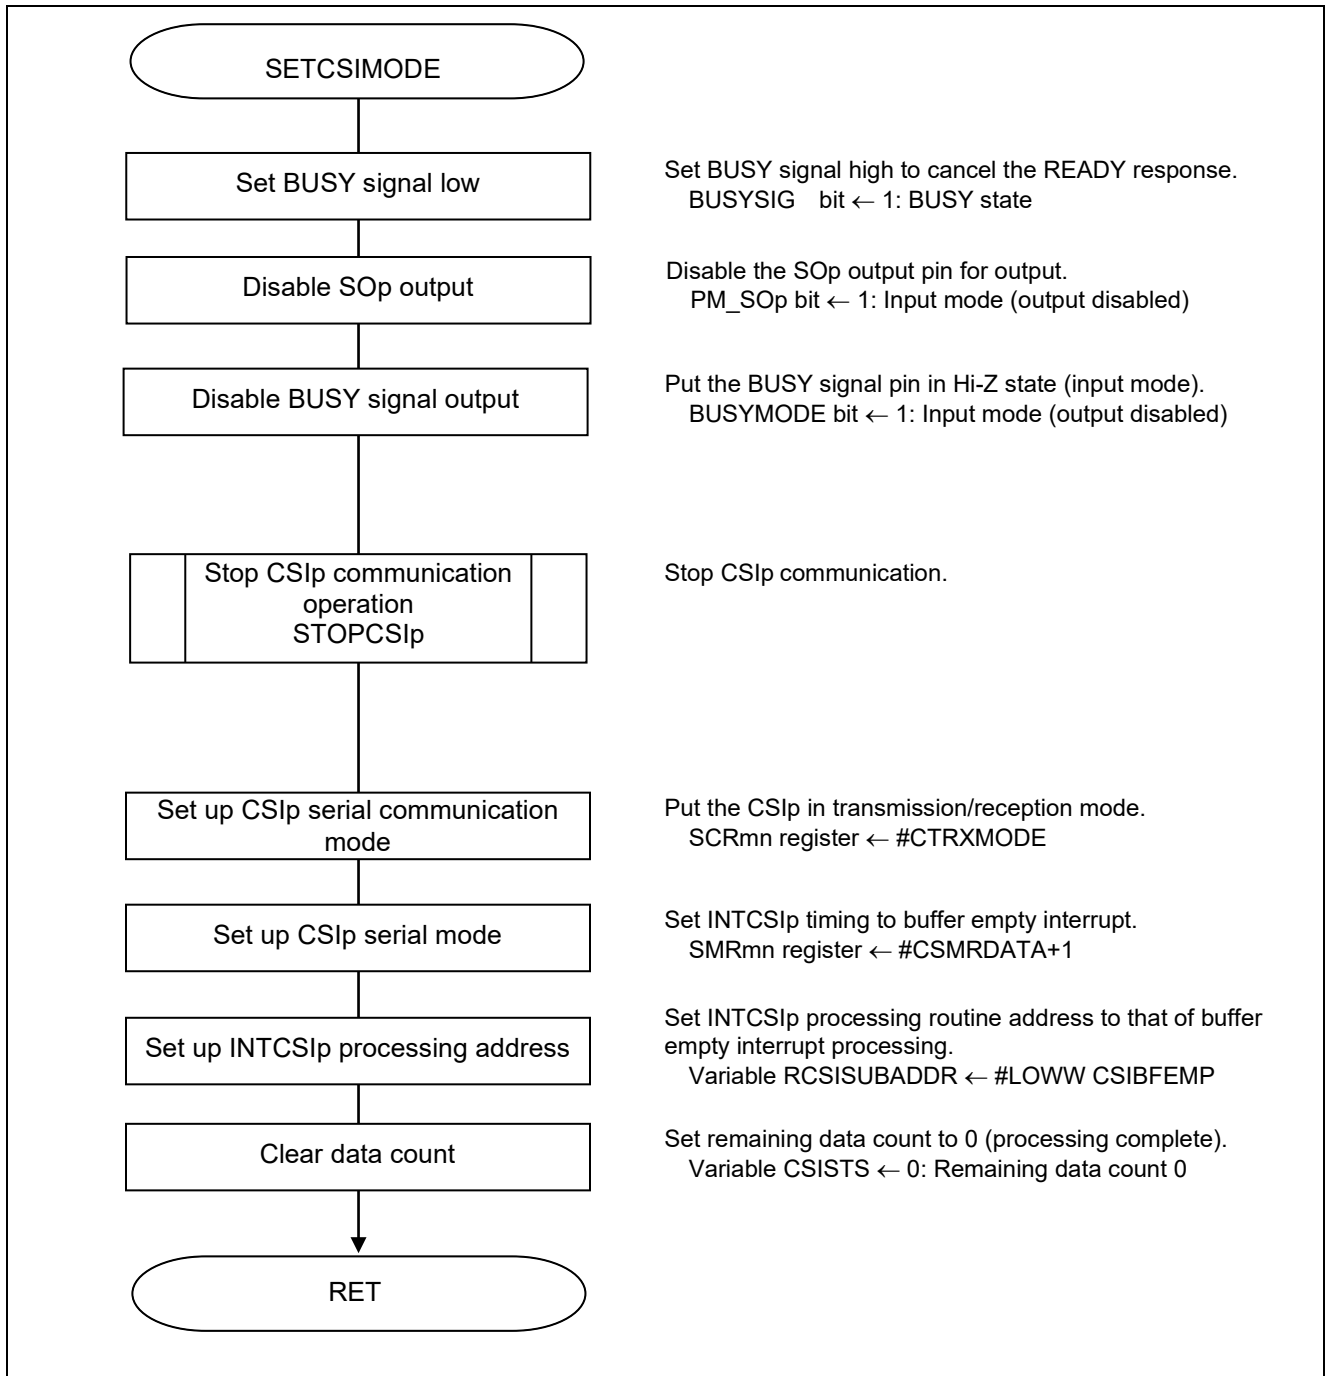 SETCSIMODE
Set BUSY signal low
Set BUSY signal high to cancel the READY response.
BUSYSIG bit ← 1: BUSY state
Disable SOp output
Disable the SOp output pin for output.
PM_SOp bit ← 1: Input mode (output disabled)
Disable BUSY signal output
Put the BUSY signal pin in Hi-Z state (input mode).
BUSYMODE bit ← 1: Input mode (output disabled)
Stop CSIp communication
operation
STOPCSIp
Stop CSIp communication.
Set up CSIp serial communication
mode
Put the CSIp in transmission/reception mode.
SCRmn register ← #CTRXMODE
Set up CSIp serial mode
Set INTCSIp timing to buffer empty interrupt.
SMRmn register ← #CSMRDATA+1
Set up INTCSIp processing address
Set INTCSIp processing routine address to that of buffer
empty interrupt processing.
Variable RCSISUBADDR ← #LOWW CSIBFEMP
Clear data count
Set remaining data count to 0 (processing complete).
Variable CSISTS ← 0: Remaining data count 0
RET